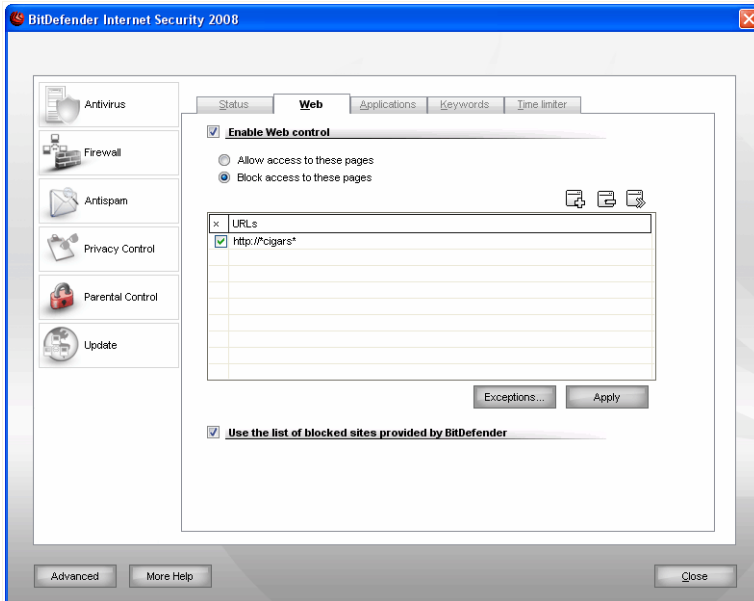 BitDefender Internet Security 2008
Antivirus
Firewall
Antispam
Privacy Control
Parental Control
Update
Status Web Applications Keywords Time limiter
Enable Web control
Allow access to these pages
Block access to these pages
× URLs
http://*cigars*
Exceptions... Apply
Use the list of blocked sites provided by BitDefender
Advanced More Help Close